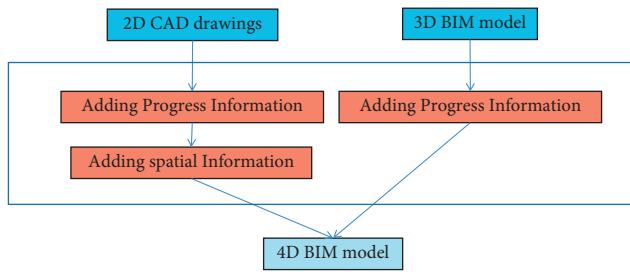 2D CAD drawings
3D BIM model
Adding Progress Information
Adding Progress Information
Adding spatial Information
4D BIM model